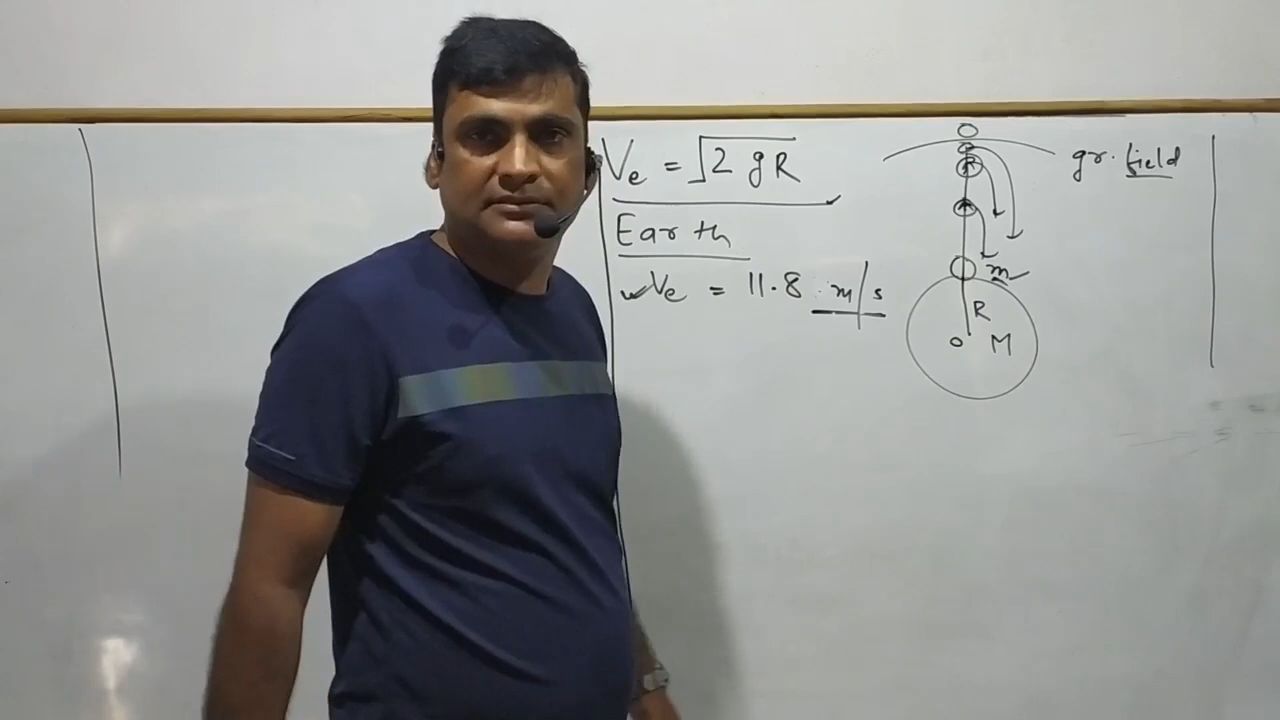 Ve = √2 gR
Earth
Ve = 11.8 m/s
gr. field
m
R
o M